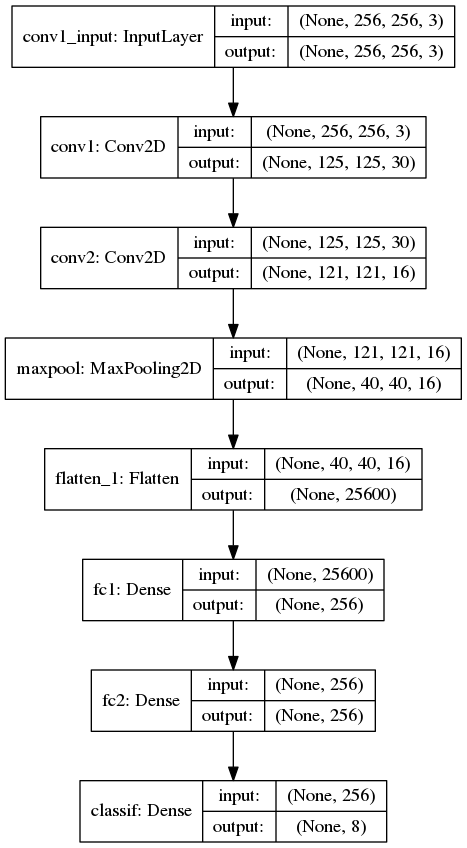 conv1_input: InputLayer
input: (None, 256, 256, 3)
output: (None, 256, 256, 3)
conv1: Conv2D
input: (None, 256, 256, 3)
output: (None, 125, 125, 30)
conv2: Conv2D
input: (None, 125, 125, 30)
output: (None, 121, 121, 16)
maxpool: MaxPooling2D
input: (None, 121, 121, 16)
output: (None, 40, 40, 16)
flatten_1: Flatten
input: (None, 40, 40, 16)
output: (None, 25600)
fc1: Dense
input: (None, 25600)
output: (None, 256)
fc2: Dense
input: (None, 256)
output: (None, 256)
classif: Dense
input: (None, 256)
output: (None, 8)